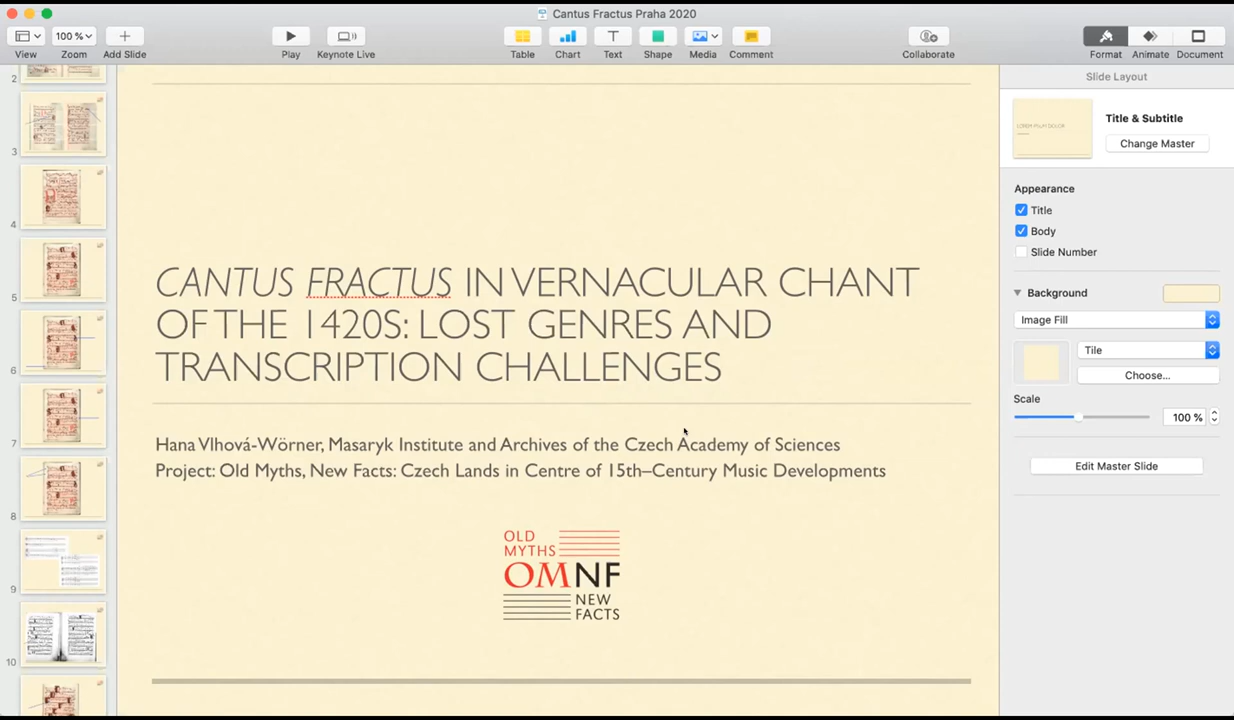 Cantus Fractus Praha 2020
100 %
View
Zoom
Add Slide
Play
Keynote Live
Table
Chart
Text
Shape
Media
Comment
Collaborate
Format
Animate
Document
2
3
4
5
6
7
8
9
10
CANTUS FRACTUS IN VERNACULAR CHANT
OF THE 1420S: LOST GENRES AND
TRANSCRIPTION CHALLENGES
Hana Vlhová-Wörner, Masaryk Institute and Archives of the Czech Academy of Sciences
Project: Old Myths, New Facts: Czech Lands in Centre of 15th–Century Music Developments
OLD
MYTHS
OMNF
NEW
FACTS
Slide Layout
LOREM IPSUM DOLOR
Title & Subtitle
Change Master
Appearance
Title
Body
Slide Number
Background
Image Fill
Tile
Choose...
Scale
100 %
Edit Master Slide